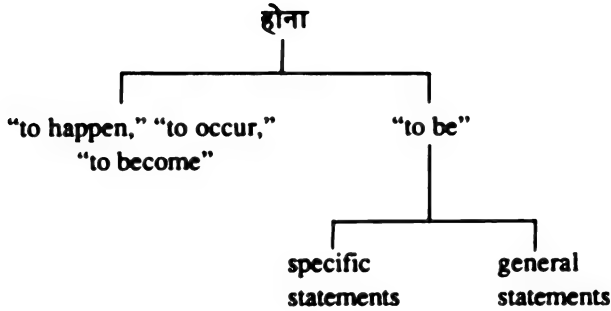 होना
“to happen,” “to occur,” “to be”
“to become”
specific general
statements statements